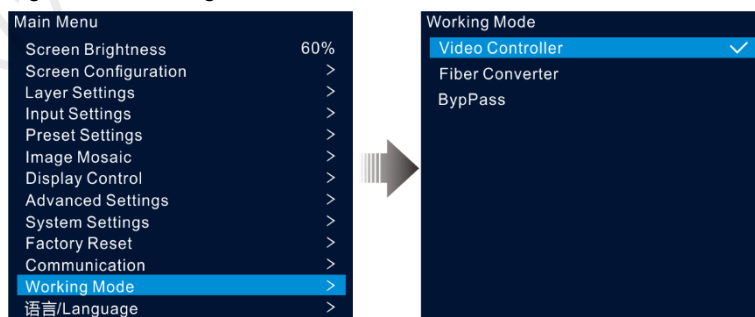 Main Menu
Screen Brightness 60%
Screen Configuration >
Layer Settings >
Input Settings >
Preset Settings >
Image Mosaic >
Display Control >
Advanced Settings >
System Settings >
Factory Reset >
Communication >
Working Mode >
语言/Language >
Working Mode
Video Controller ✓
Fiber Converter
BypPass